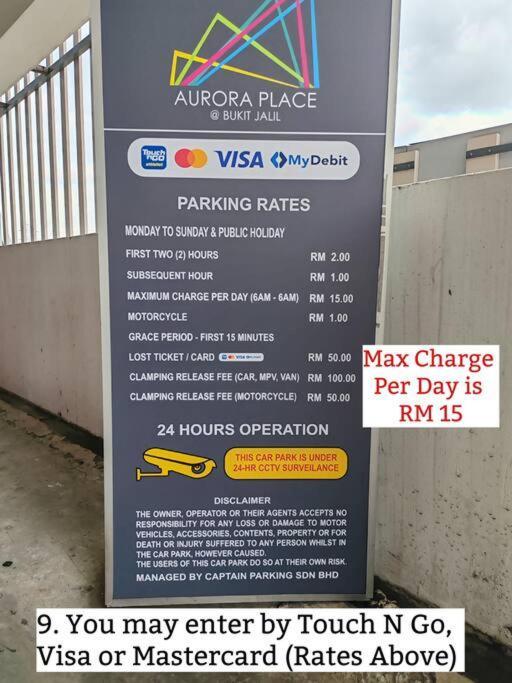 AURORA PLACE
@ BUKIT JALIL
Touch 'n GO eWallet VISA MyDebit
PARKING RATES
MONDAY TO SUNDAY & PUBLIC HOLIDAY
FIRST TWO (2) HOURS RM 2.00
SUBSEQUENT HOUR RM 1.00
MAXIMUM CHARGE PER DAY (6AM - 6AM) RM 15.00
MOTORCYCLE RM 1.00
GRACE PERIOD - FIRST 15 MINUTES
LOST TICKET / CARD VISA RM 50.00
CLAMPING RELEASE FEE (CAR, MPV, VAN) RM 100.00
CLAMPING RELEASE FEE (MOTORCYCLE) RM 50.00
Max Charge
Per Day is
RM 15
24 HOURS OPERATION
THIS CAR PARK IS UNDER
24-HR CCTV SURVEILANCE
DISCLAIMER
THE OWNER, OPERATOR OR THEIR AGENTS ACCEPTS NO
RESPONSIBILITY FOR ANY LOSS OR DAMAGE TO MOTOR
VEHICLES, ACCESSORIES, CONTENTS, PROPERTY OR FOR
DEATH OR INJURY SUFFERED TO ANY PERSON WHILST IN
THE CAR PARK, HOWEVER CAUSED.
THE USERS OF THIS CAR PARK DO SO AT THEIR OWN RISK.
MANAGED BY CAPTAIN PARKING SDN BHD
9. You may enter by Touch N Go,
Visa or Mastercard (Rates Above)